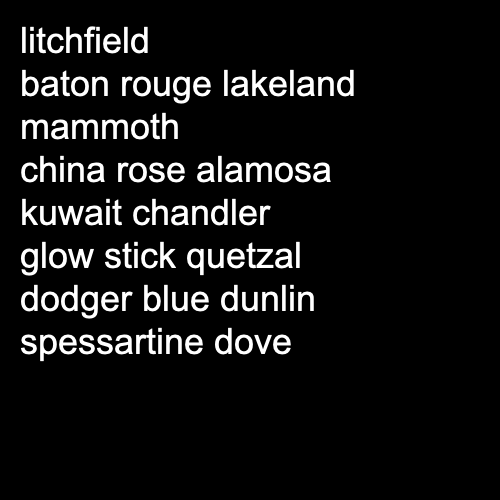 litchfield
baton rouge lakeland
mammoth
china rose alamosa
kuwait chandler
glow stick quetzal
dodger blue dunlin
spessartine dove